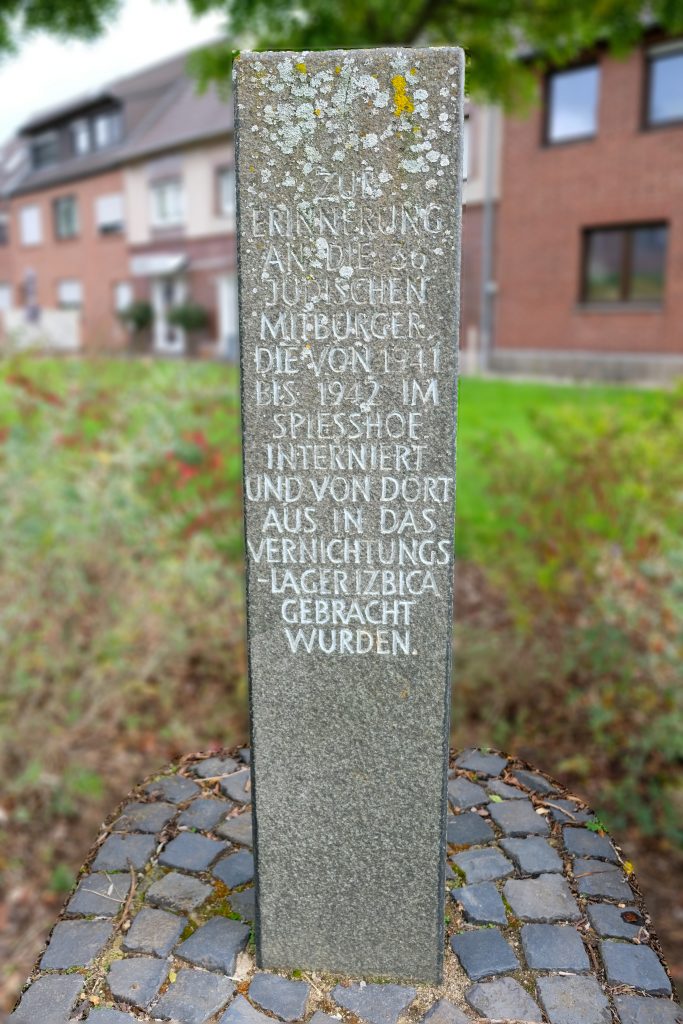 ZUR
ERINNERUNG
AN DIE 56
JÜDISCHEN
MITBÜRGER,
DIE VON 1941
BIS 1942 IM
SPIESSHOF
INTERNIERT
UND VON DORT
AUS IN DAS
VERNICHTUNGS
-LAGER IZBICA
GEBRACHT
WURDEN.